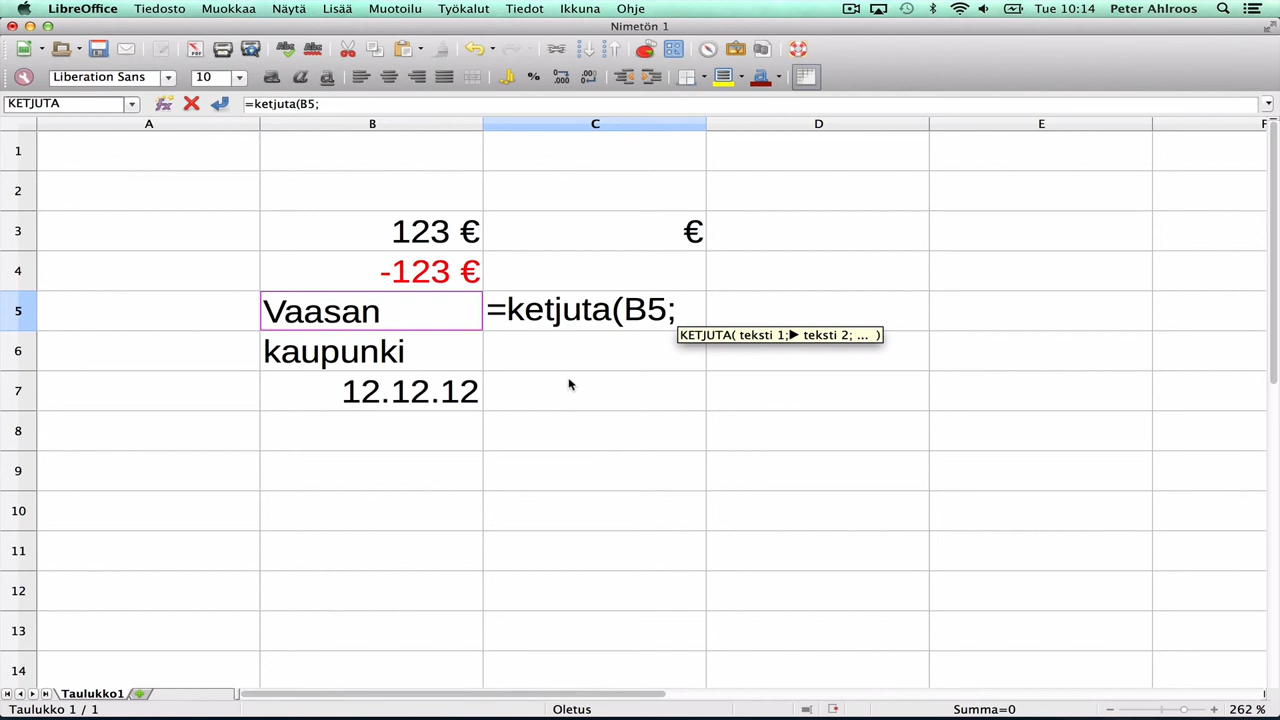 LibreOffice Tiedosto Muokkaa Näytä Lisää Muotoilu Työkalut Tiedot Ikkuna Ohje Tue 10:14 Peter Ahlroos
Nimetön 1
Liberation Sans 10
KETJUTA =ketjuta(B5;
A B C D E F
1
2
3 123 € €
4 -123 €
5 Vaasan =ketjuta(B5;
KETJUTA( teksti 1;► teksti 2; ... )
6 kaupunki
7 12.12.12
8
9
10
11
12
13
14
Taulukko1
Taulukko 1 / 1 Oletus Summa=0 262 %